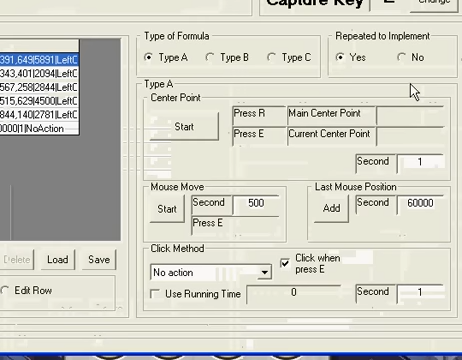 Capture Key
Change
Type of Formula
Type A Type B Type C
Repeated to Implement
Yes No
391,649|5891|LeftC
343,401|2094|LeftC
567,258|2844|LeftC
515,629|4500|LeftC
844,140|2781|LeftC
0000|1|NoAction
Type A
Center Point
Start
Press R Main Center Point
Press E Current Center Point
Second 1
Mouse Move
Start
Second 500
Press E
Last Mouse Position
Add
Second 60000
Click Method
No action
Click when
press E
Use Running Time 0
Second 1
Delete Load Save
Edit Row